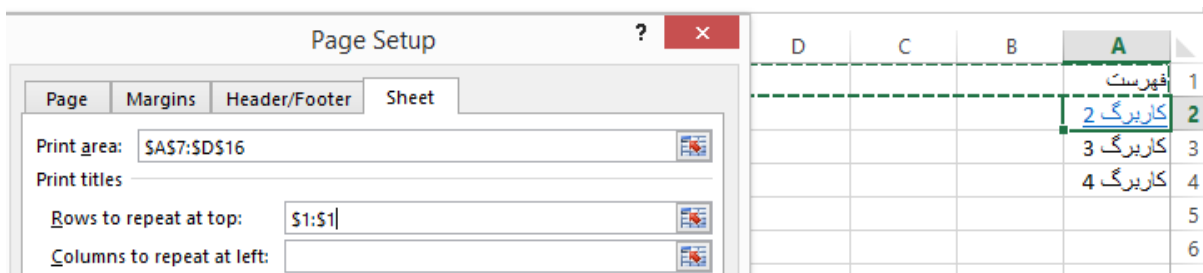 Page Setup ? ×
Page Margins Header/Footer Sheet
Print area: $A$7:$D$16
Print titles
Rows to repeat at top: $1:$1
Columns to repeat at left:
D C B A
فهرست 1
کاربرگ 2 2
کاربرگ 3 3
کاربرگ 4 4
5
6